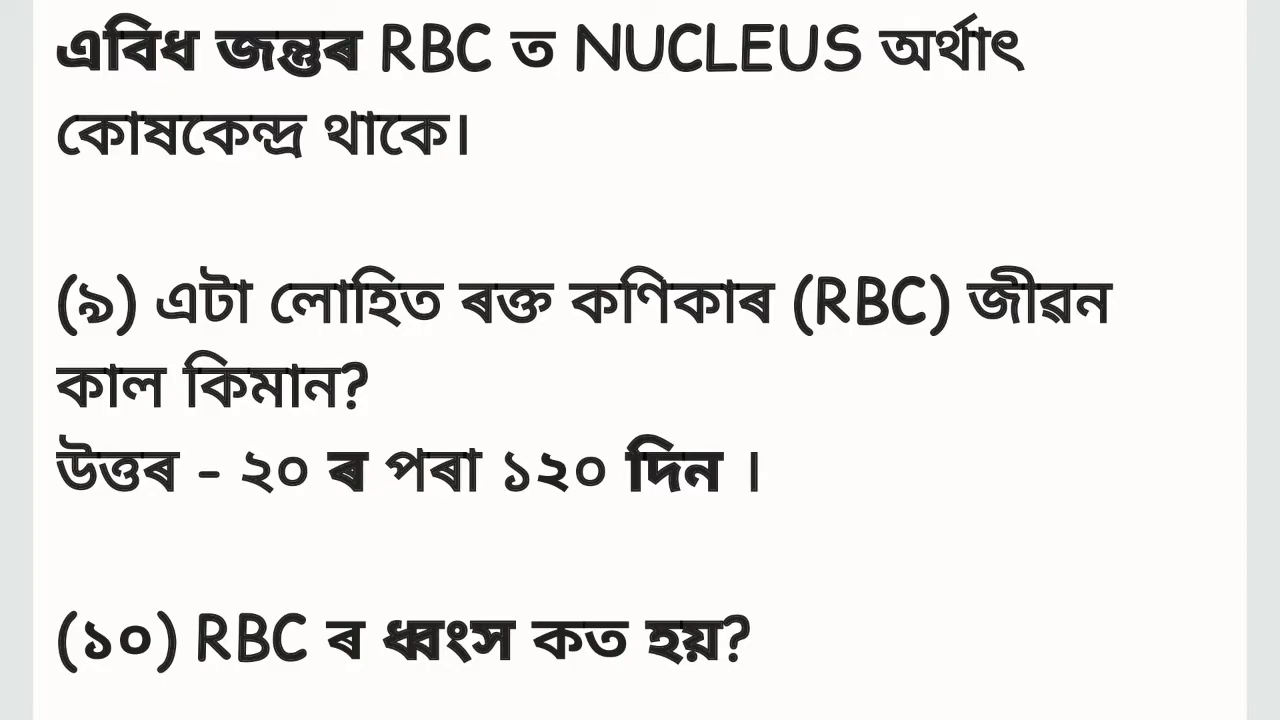 এবিধ জন্তুৰ RBC ত NUCLEUS অৰ্থাৎ
কোষকেন্দ্ৰ থাকে।
(৯) এটা লোহিত ৰক্ত কণিকাৰ (RBC) জীৱন
কাল কিমান?
উত্তৰ - ২০ ৰ পৰা ১২০ দিন ।
(১০) RBC ৰ ধ্বংস কত হয়?